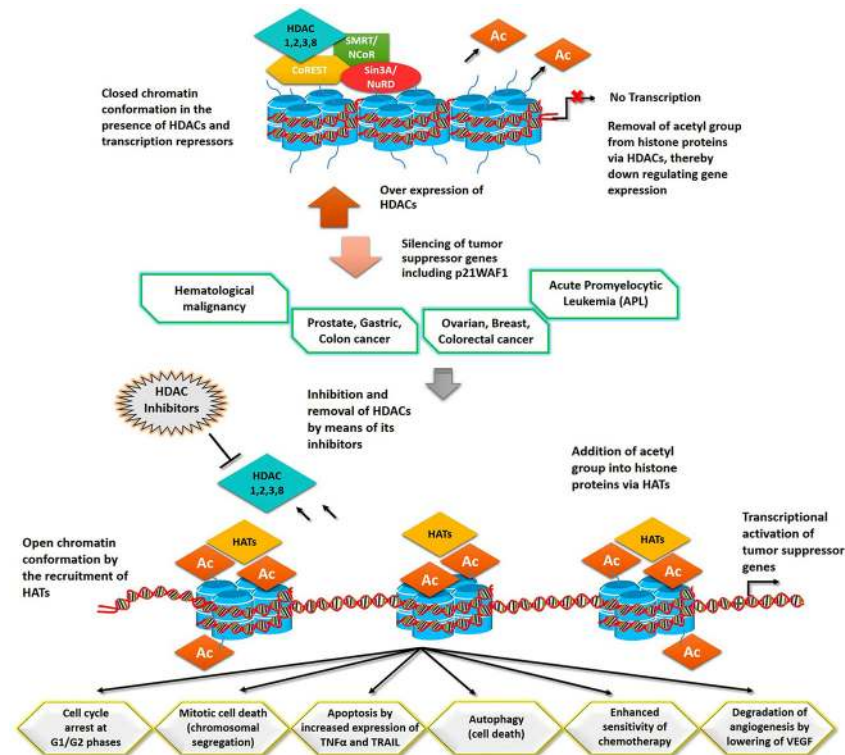 HDAC
1,2,3,8
SMRT/
NCoR
CoREST
Sin3A/
NuRD
Ac
Ac
Closed chromatin
conformation in the
presence of HDACs and
transcription repressors
No Transcription
Removal of acetyl group
from histone proteins
via HDACs, thereby
down regulating gene
expression
Over expression of
HDACs
Silencing of tumor
suppressor genes
including p21WAF1
Hematological
malignancy
Prostate, Gastric,
Colon cancer
Ovarian, Breast,
Colorectal cancer
Acute Promyelocytic
Leukemia (APL)
HDAC
Inhibitors
Inhibition and
removal of HDACs
by means of its
inhibitors
HDAC
1,2,3,8
Addition of acetyl
group into histone
proteins via HATs
Open chromatin
conformation by
the recruitment of
HATs
HATs
Ac
Ac
Ac
HATs
Ac
Ac
HATs
Ac
Ac
Ac
Transcriptional
activation of
tumor suppressor
genes
Cell cycle
arrest at
G1/G2 phases
Mitotic cell death
(chromosomal
segregation)
Apoptosis by
increased expression of
TNFα and TRAIL
Autophagy
(cell death)
Enhanced
sensitivity of
chemotherapy
Degradation of
angiogenesis by
lowering of VEGF